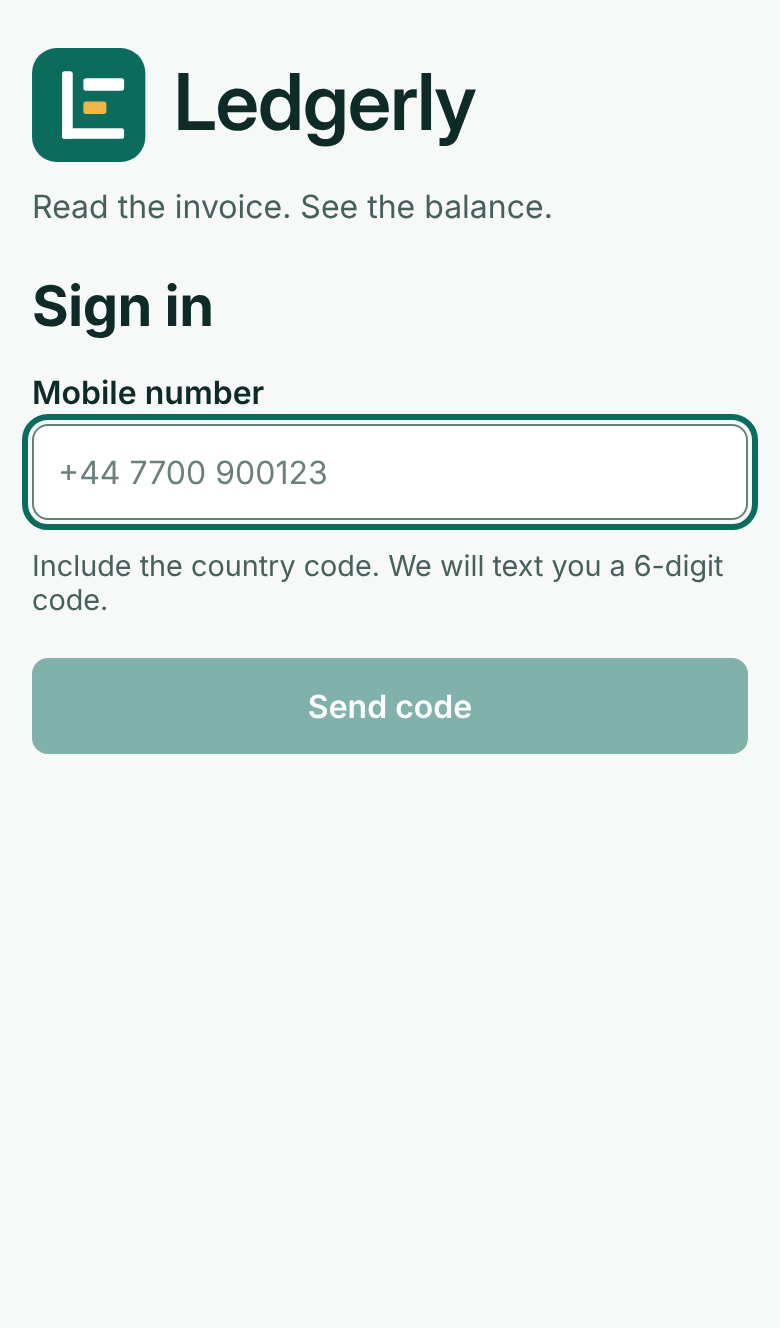 Ledgerly
Read the invoice. See the balance.
Sign in
Mobile number
+44 7700 900123
Include the country code. We will text you a 6-digit
code.
Send code